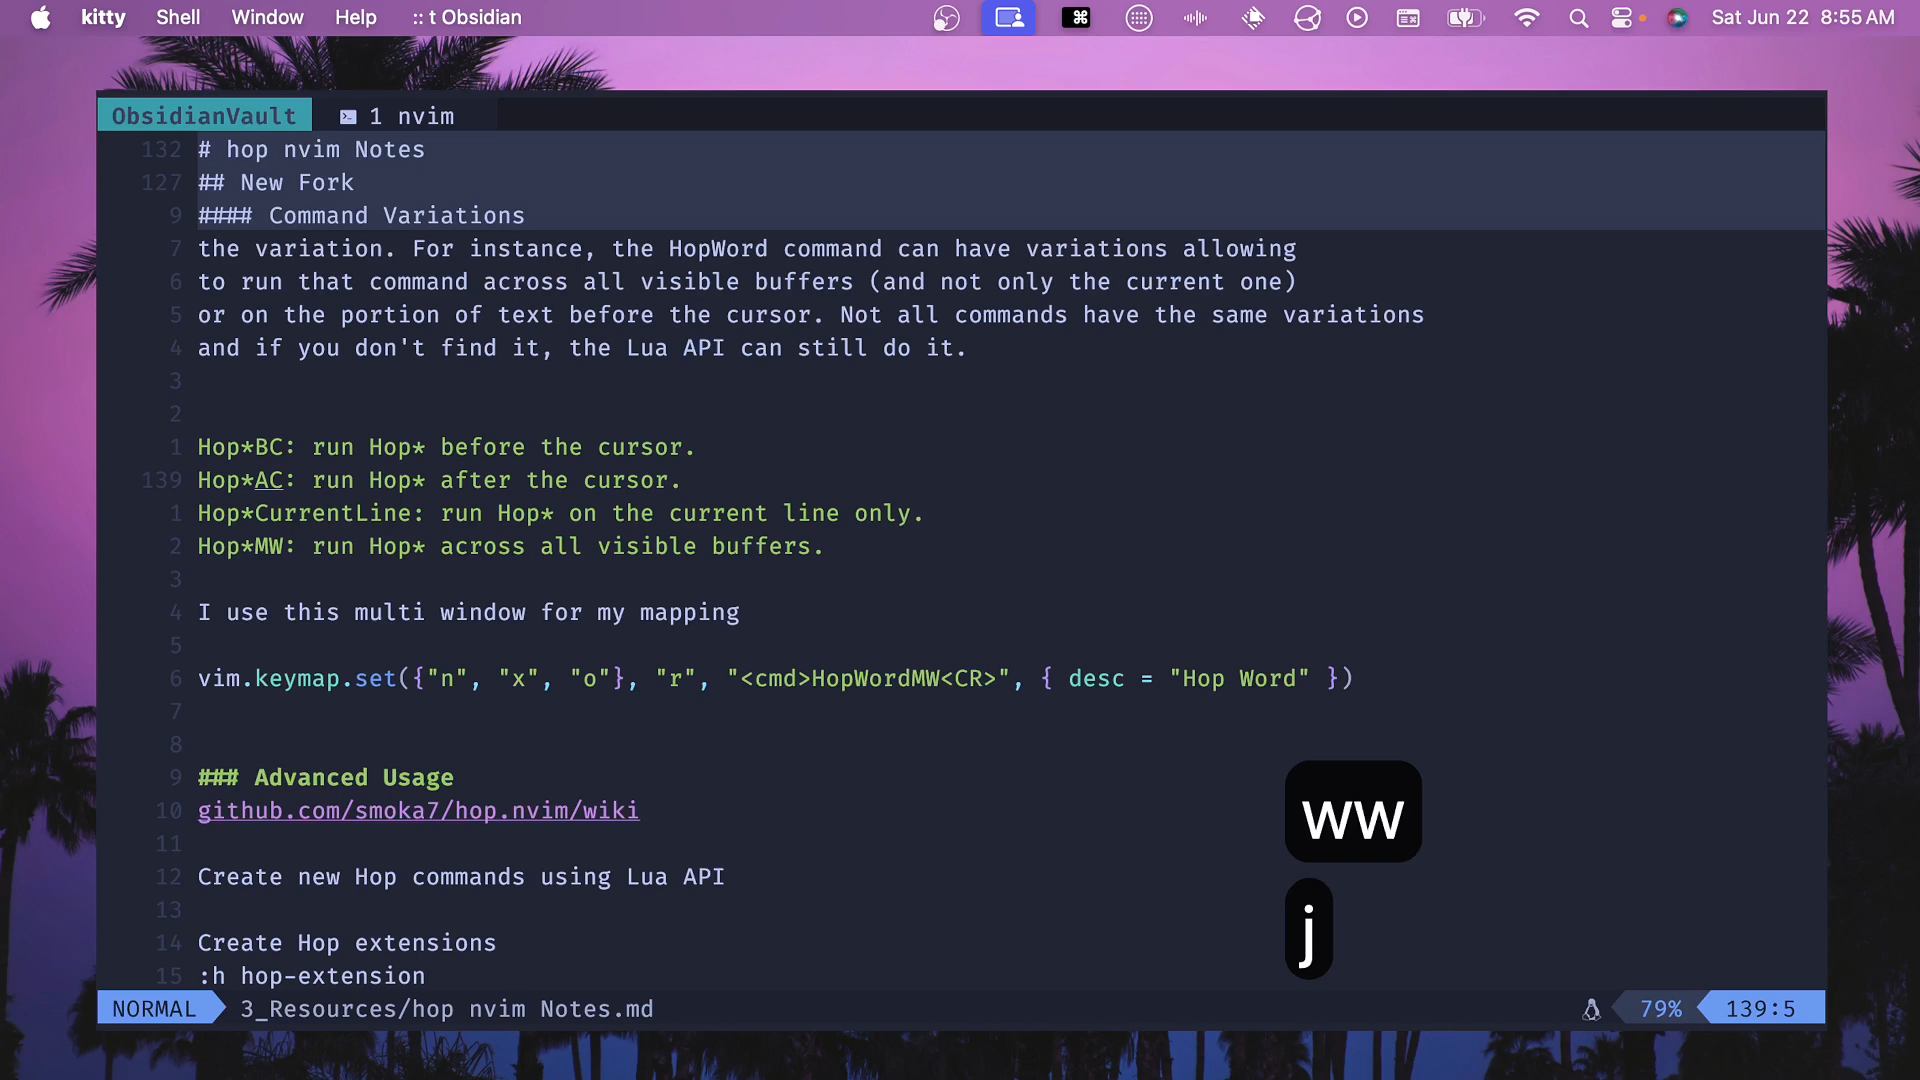 kitty Shell Window Help :: t Obsidian Sat Jun 22 8:55 AM
ObsidianVault 1 nvim
132 # hop nvim Notes
127 ## New Fork
9 #### Command Variations
7 the variation. For instance, the HopWord command can have variations allowing
6 to run that command across all visible buffers (and not only the current one)
5 or on the portion of text before the cursor. Not all commands have the same variations
4 and if you don't find it, the Lua API can still do it.
3
2
1 Hop*BC: run Hop* before the cursor.
139 Hop*AC: run Hop* after the cursor.
1 Hop*CurrentLine: run Hop* on the current line only.
2 Hop*MW: run Hop* across all visible buffers.
3
4 I use this multi window for my mapping
5
6 vim.keymap.set({"n", "x", "o"}, "r", "<cmd>HopWordMW<CR>", { desc = "Hop Word" })
7
8
9 ### Advanced Usage
10 github.com/smoka7/hop.nvim/wiki
11
12 Create new Hop commands using Lua API
13
14 Create Hop extensions
15 :h hop-extension
ww
j
NORMAL 3_Resources/hop nvim Notes.md 79% 139:5